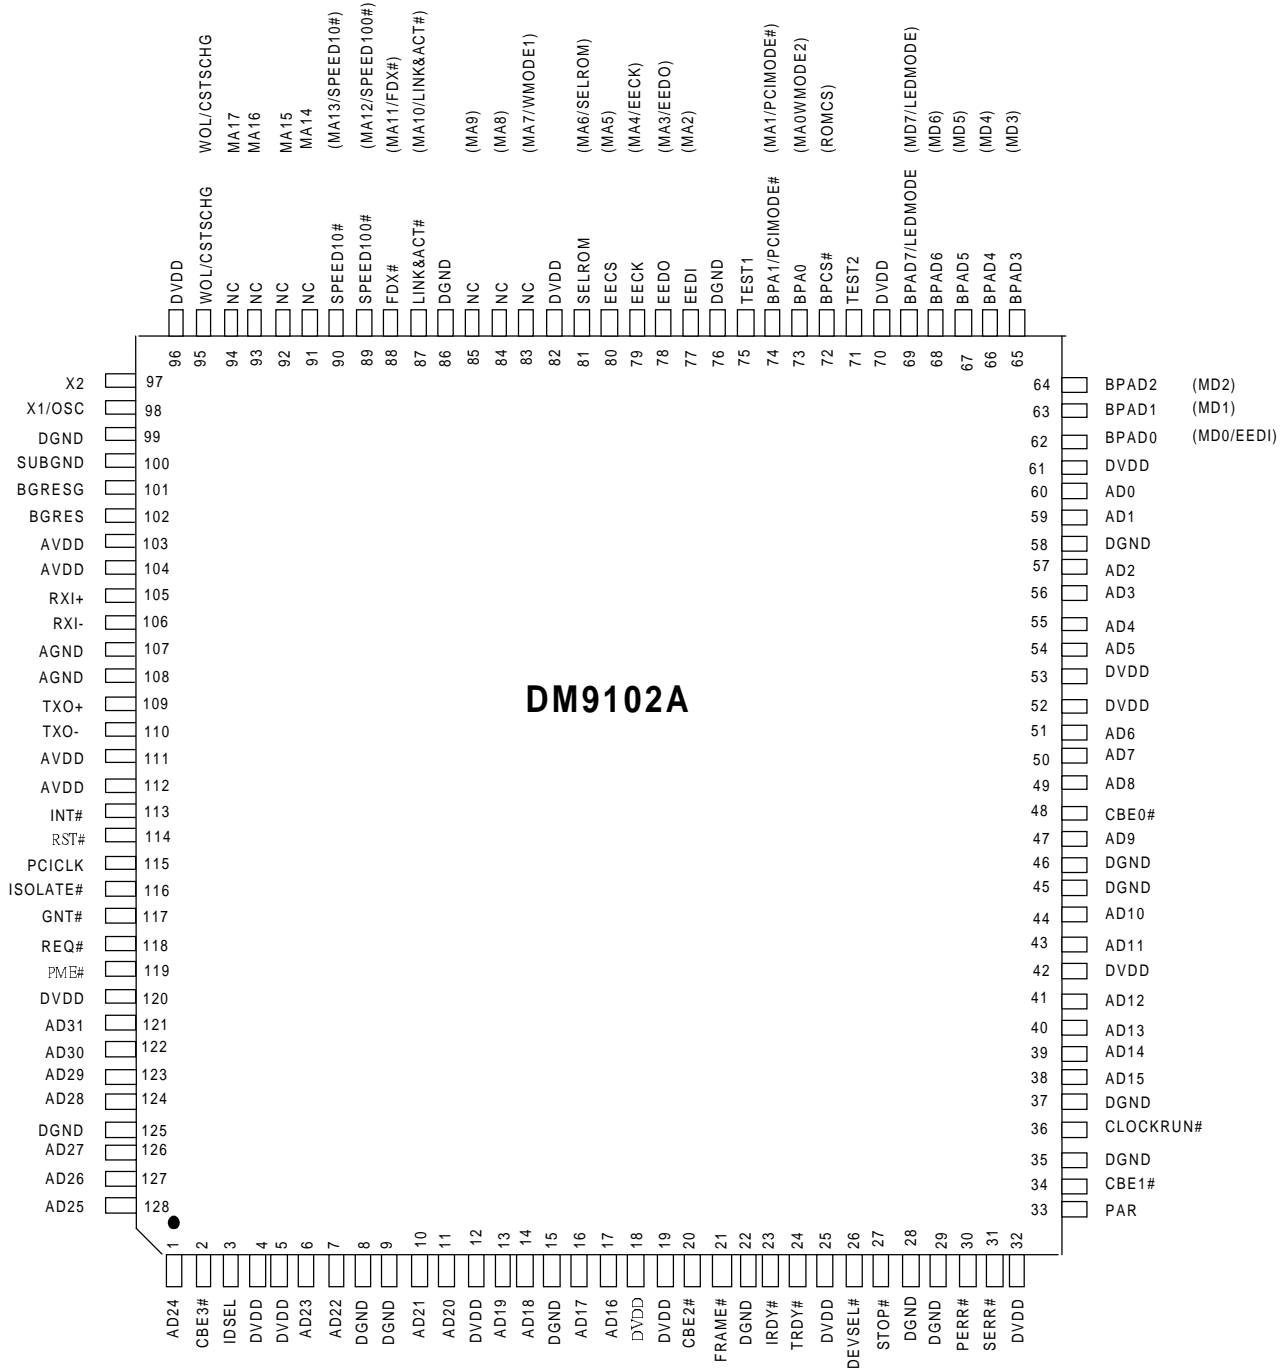 WOL/CSTSCHG
MA17
MA16
MA15
MA14
(MA13/SPEED10#)
(MA12/SPEED100#)
(MA11/FDX#)
(MA10/LINK&ACT#)
(MA9)
(MA8)
(MA7/WMODE1)
(MA6/SELROM)
(MA5)
(MA4/EECK)
(MA3/EEDO)
(MA2)
(MA1/PCIMODE#)
(MA0WMODE2)
(ROMCS)
(MD7/LEDMODE)
(MD6)
(MD5)
(MD4)
(MD3)
DVDD 96
WOL/CSTSCHG 95
NC 94
NC 93
NC 92
NC 91
SPEED10# 90
SPEED100# 89
FDX# 88
LINK&ACT# 87
DGND 86
NC 85
NC 84
NC 83
DVDD 82
SELROM 81
EECS 80
EECK 79
EEDO 78
EEDI 77
DGND 76
TEST1 75
BPA1/PCIMODE# 74
BPA0 73
BPCS# 72
TEST2 71
DVDD 70
BPAD7/LEDMODE 69
BPAD6 68
BPAD5 67
BPAD4 66
BPAD3 65
X2 97
X1/OSC 98
DGND 99
SUBGND 100
BGRESG 101
BGRES 102
AVDD 103
AVDD 104
RXI+ 105
RXI- 106
AGND 107
AGND 108
TXO+ 109
TXO- 110
AVDD 111
AVDD 112
INT# 113
RST# 114
PCICLK 115
ISOLATE# 116
GNT# 117
REQ# 118
PME# 119
DVDD 120
AD31 121
AD30 122
AD29 123
AD28 124
DGND 125
AD27 126
AD26 127
AD25 128
DM9102A
64 BPAD2 (MD2)
63 BPAD1 (MD1)
62 BPAD0 (MD0/EEDI)
61 DVDD
60 AD0
59 AD1
58 DGND
57 AD2
56 AD3
55 AD4
54 AD5
53 DVDD
52 DVDD
51 AD6
50 AD7
49 AD8
48 CBE0#
47 AD9
46 DGND
45 DGND
44 AD10
43 AD11
42 DVDD
41 AD12
40 AD13
39 AD14
38 AD15
37 DGND
36 CLOCKRUN#
35 DGND
34 CBE1#
33 PAR
1 AD24
2 CBE3#
3 IDSEL
4 DVDD
5 DVDD
6 AD23
7 AD22
8 DGND
9 DGND
10 AD21
11 AD20
12 DVDD
13 AD19
14 AD18
15 DGND
16 AD17
17 AD16
18 DVDD
19 DVDD
20 CBE2#
21 FRAME#
22 DGND
23 IRDY#
24 TRDY#
25 DVDD
26 DEVSEL#
27 STOP#
28 DGND
29 DGND
30 PERR#
31 SERR#
32 DVDD